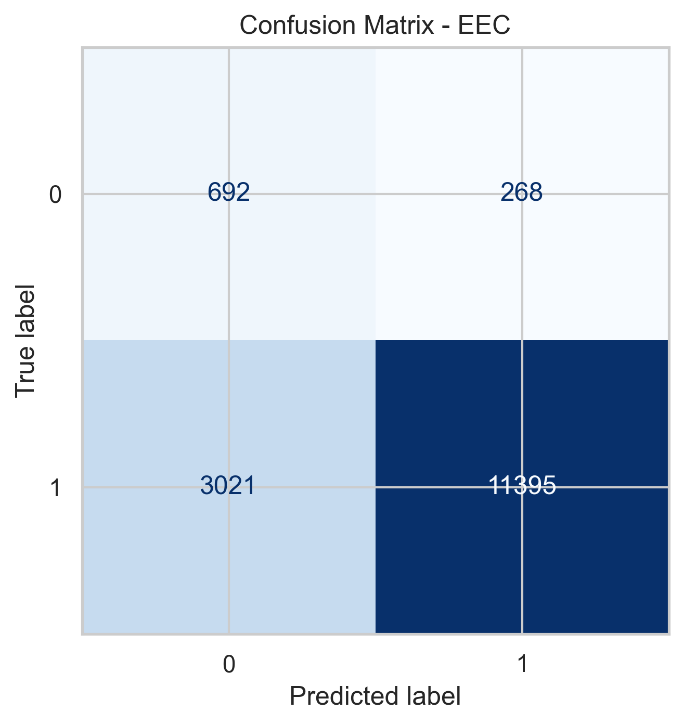 Confusion Matrix - EEC
0
692
268
True label
1
3021
11395
0
1
Predicted label